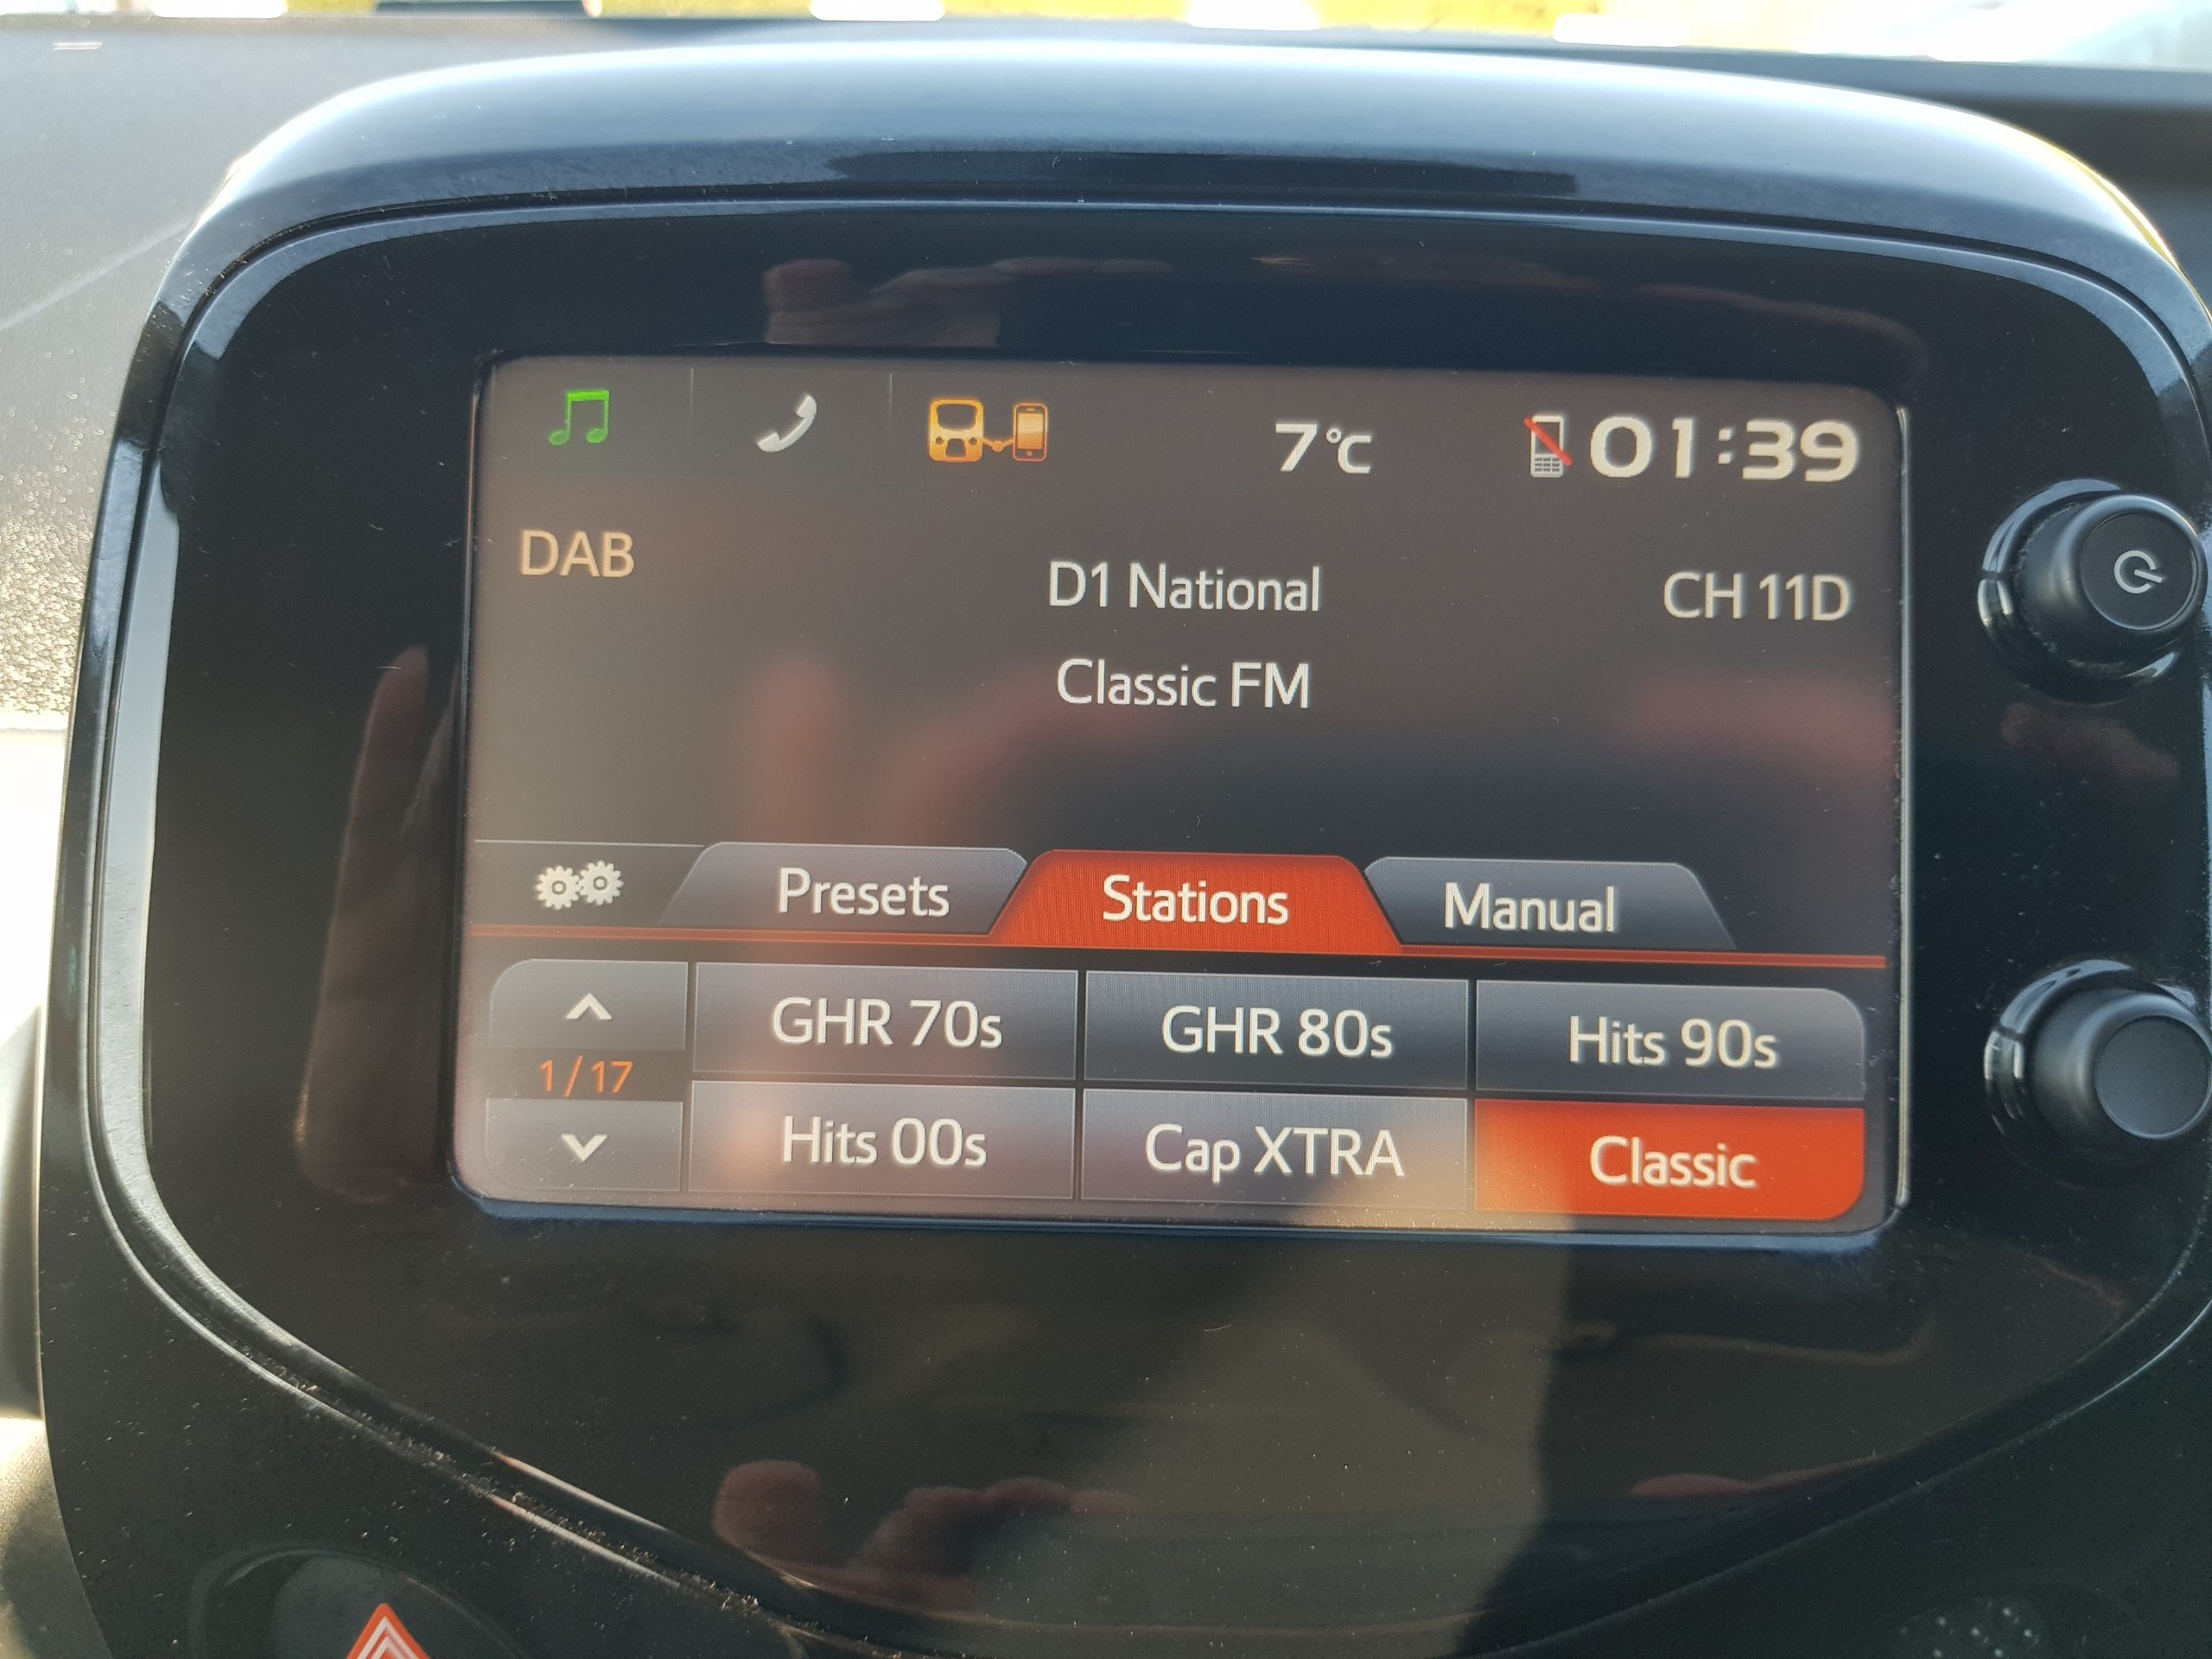 7°C
01:39
DAB
D1 National
CH 11D
Classic FM
Presets
Stations
Manual
GHR 70s
GHR 80s
Hits 90s
1/17
Hits 00s
Cap XTRA
Classic